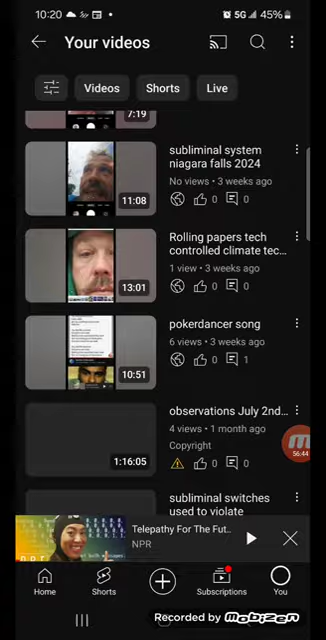 10:20
5G 45%
Your videos
Videos
Shorts
Live
7:19
subliminal system
niagara falls 2024
No views • 3 weeks ago
0
0
11:08
Rolling papers tech
controlled climate tec...
1 view • 3 weeks ago
0
0
13:01
pokerdancer song
6 views • 3 weeks ago
0
1
10:51
observations July 2nd...
4 views • 1 month ago
Copyright
0
0
1:16:05
56:44
subliminal switches
used to violate
Telepathy For The Fut..
NPR
Home
Shorts
Subscriptions
You
Recorded by mobizen